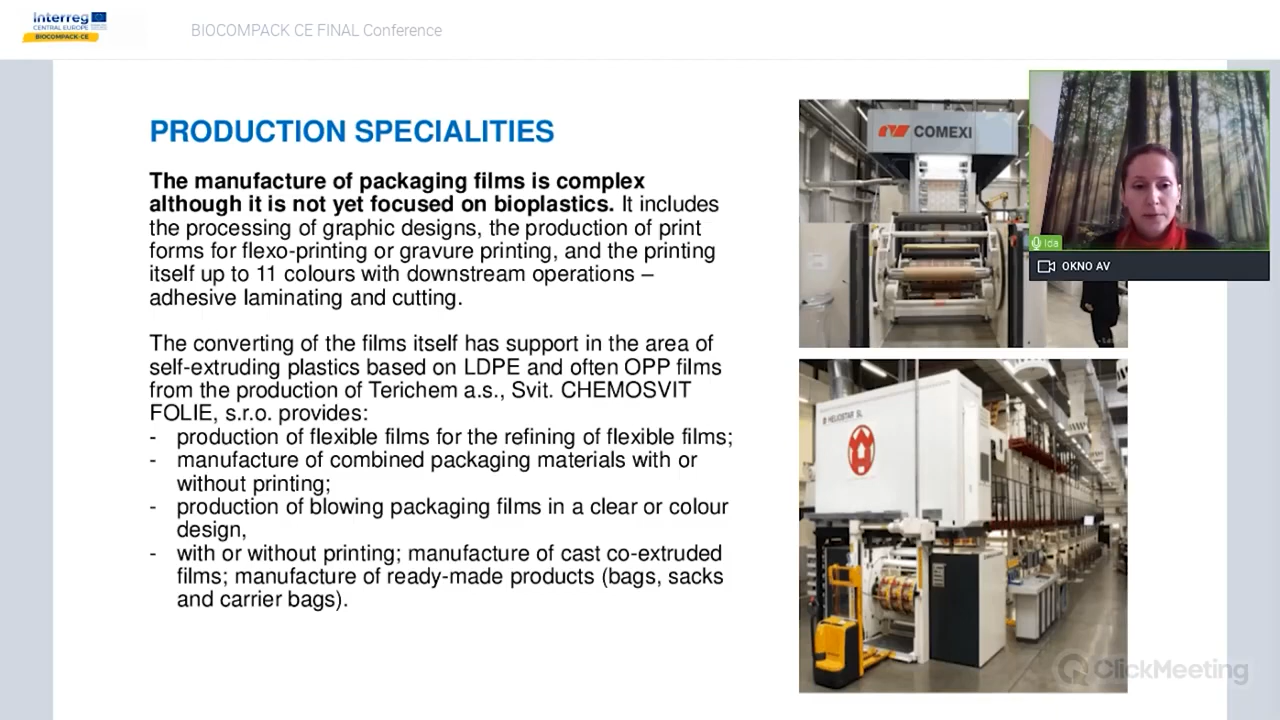 Interreg
CENTRAL EUROPE
BIOCOMPACK-CE
BIOCOMPACK CE FINAL Conference
PRODUCTION SPECIALITIES
The manufacture of packaging films is complex
although it is not yet focused on bioplastics. It includes
the processing of graphic designs, the production of print
forms for flexo-printing or gravure printing, and the printing
itself up to 11 colours with downstream operations –
adhesive laminating and cutting.
The converting of the films itself has support in the area of
self-extruding plastics based on LDPE and often OPP films
from the production of Terichem a.s., Svit. CHEMOSVIT
FOLIE, s.r.o. provides:
- production of flexible films for the refining of flexible films;
- manufacture of combined packaging materials with or
without printing;
- production of blowing packaging films in a clear or colour
design,
- with or without printing; manufacture of cast co-extruded
films; manufacture of ready-made products (bags, sacks
and carrier bags).
COMEXI
Ida
OKNO AV
HELIOSTAR SL
ClickMeeting